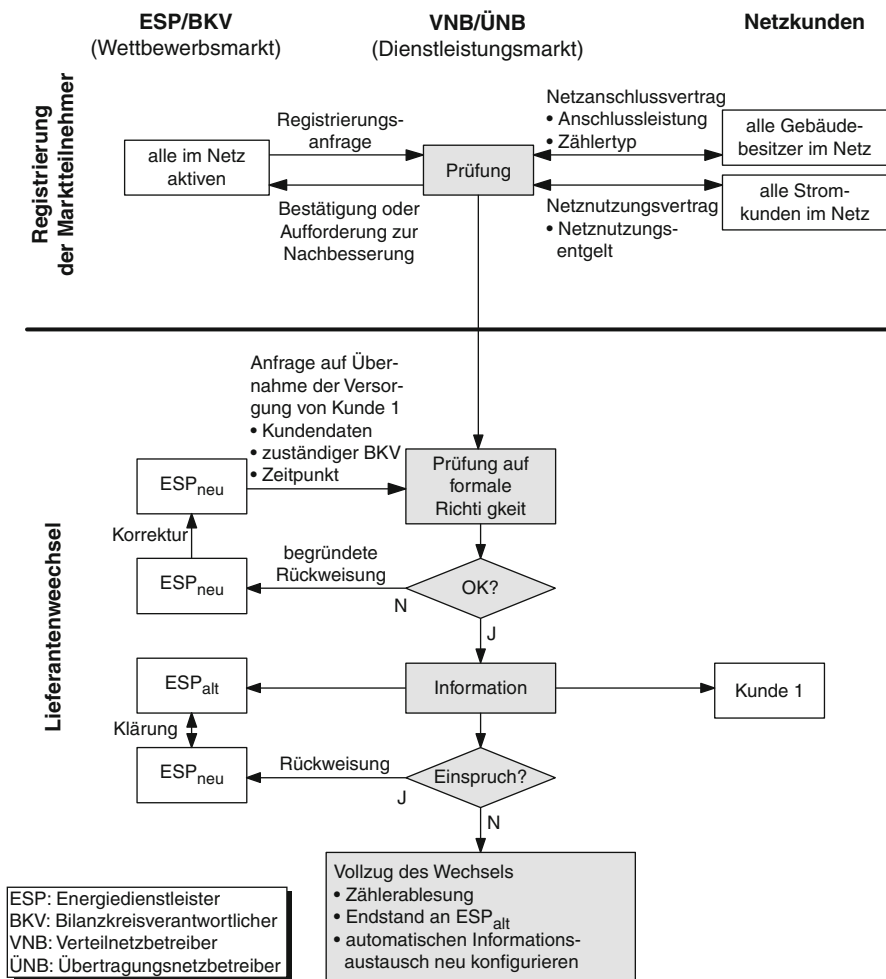 ESP/BKV
(Wettbewerbsmarkt)
VNB/ÜNB
(Dienstleistungsmarkt)
Netzkunden
Registrierung
der Marktteilnehmer
alle im Netz
aktiven
Registrierungs-
anfrage
Bestätigung oder
Aufforderung zur
Nachbesserung
Prüfung
Netzanschlussvertrag
• Anschlussleistung
• Zählertyp
Netznutzungsvertrag
• Netznutzungs-
entgelt
alle Gebäude-
besitzer im Netz
alle Strom-
kunden im Netz
Lieferantenweechsel
Anfrage auf Über-
nahme der Versor-
gung von Kunde 1
• Kundendaten
• zuständiger BKV
• Zeitpunkt
ESPneu
Prüfung auf
formale
Richti gkeit
Korrektur
ESPneu
begründete
Rückweisung
N
OK?
J
ESPalt
Information
Kunde 1
Klärung
ESPneu
Rückweisung
J
Einspruch?
N
Vollzug des Wechsels
• Zählerablesung
• Endstand an ESPalt
• automatischen Informations-
austausch neu konfigurieren
ESP: Energiedienstleister
BKV: Bilanzkreisverantwortlicher
VNB: Verteilnetzbetreiber
ÜNB: Übertragungsnetzbetreiber